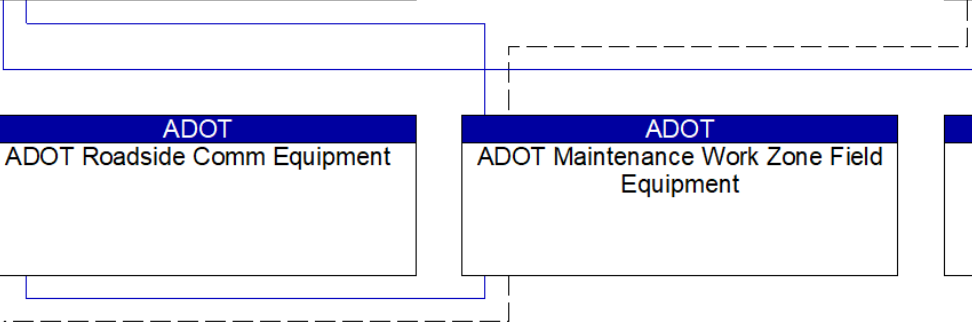 ADOT
ADOT Roadside Comm Equipment
ADOT
ADOT Maintenance Work Zone Field
Equipment